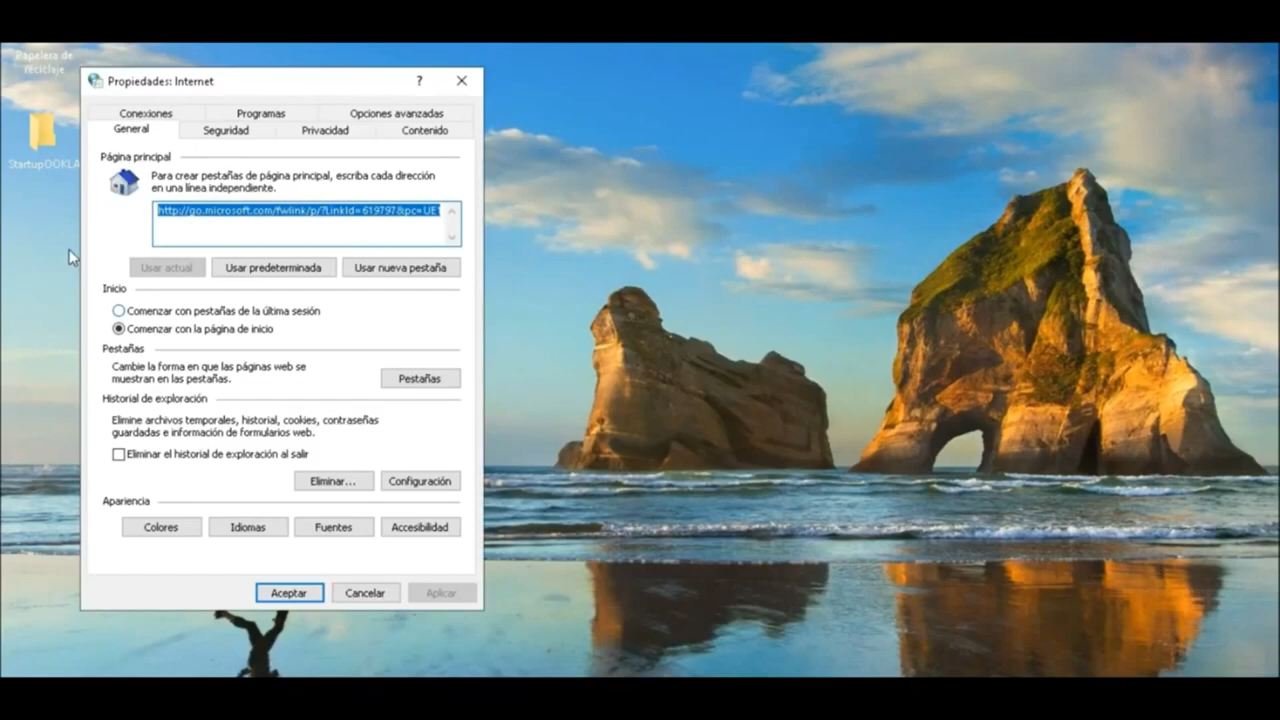 Papelera de
reciclaje
StartupOOKLA
Propiedades: Internet
?
Conexiones Programas Opciones avanzadas
General Seguridad Privacidad Contenido
Página principal
Para crear pestañas de página principal, escriba cada dirección
en una línea independiente.
http://go.microsoft.com/fwlink/p/?LinkId=619797&pc=UE1
Usar actual Usar predeterminada Usar nueva pestaña
Inicio
Comenzar con pestañas de la última sesión
Comenzar con la página de inicio
Pestañas
Cambie la forma en que las páginas web se
muestran en las pestañas.
Pestañas
Historial de exploración
Elimine archivos temporales, historial, cookies, contraseñas
guardadas e información de formularios web.
Eliminar el historial de exploración al salir
Eliminar... Configuración
Apariencia
Colores Idiomas Fuentes Accesibilidad
Aceptar Cancelar Aplicar